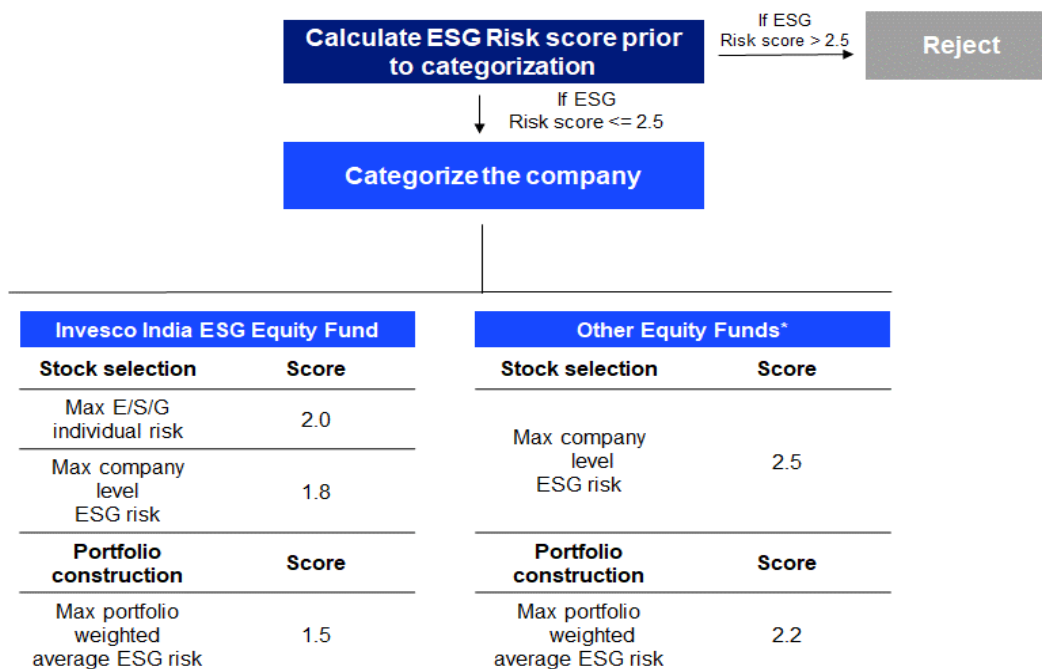 Calculate ESG Risk score prior
to categorization
If ESG
Risk score > 2.5
Reject
If ESG
Risk score <= 2.5
Categorize the company
Invesco India ESG Equity Fund
Stock selection Score
Max E/S/G
individual risk
2.0
Max company
level
ESG risk
1.8
Portfolio
construction
Score
Max portfolio
weighted
average ESG risk
1.5
Other Equity Funds*
Stock selection Score
Max company
level
ESG risk
2.5
Portfolio
construction
Score
Max portfolio
weighted
average ESG risk
2.2